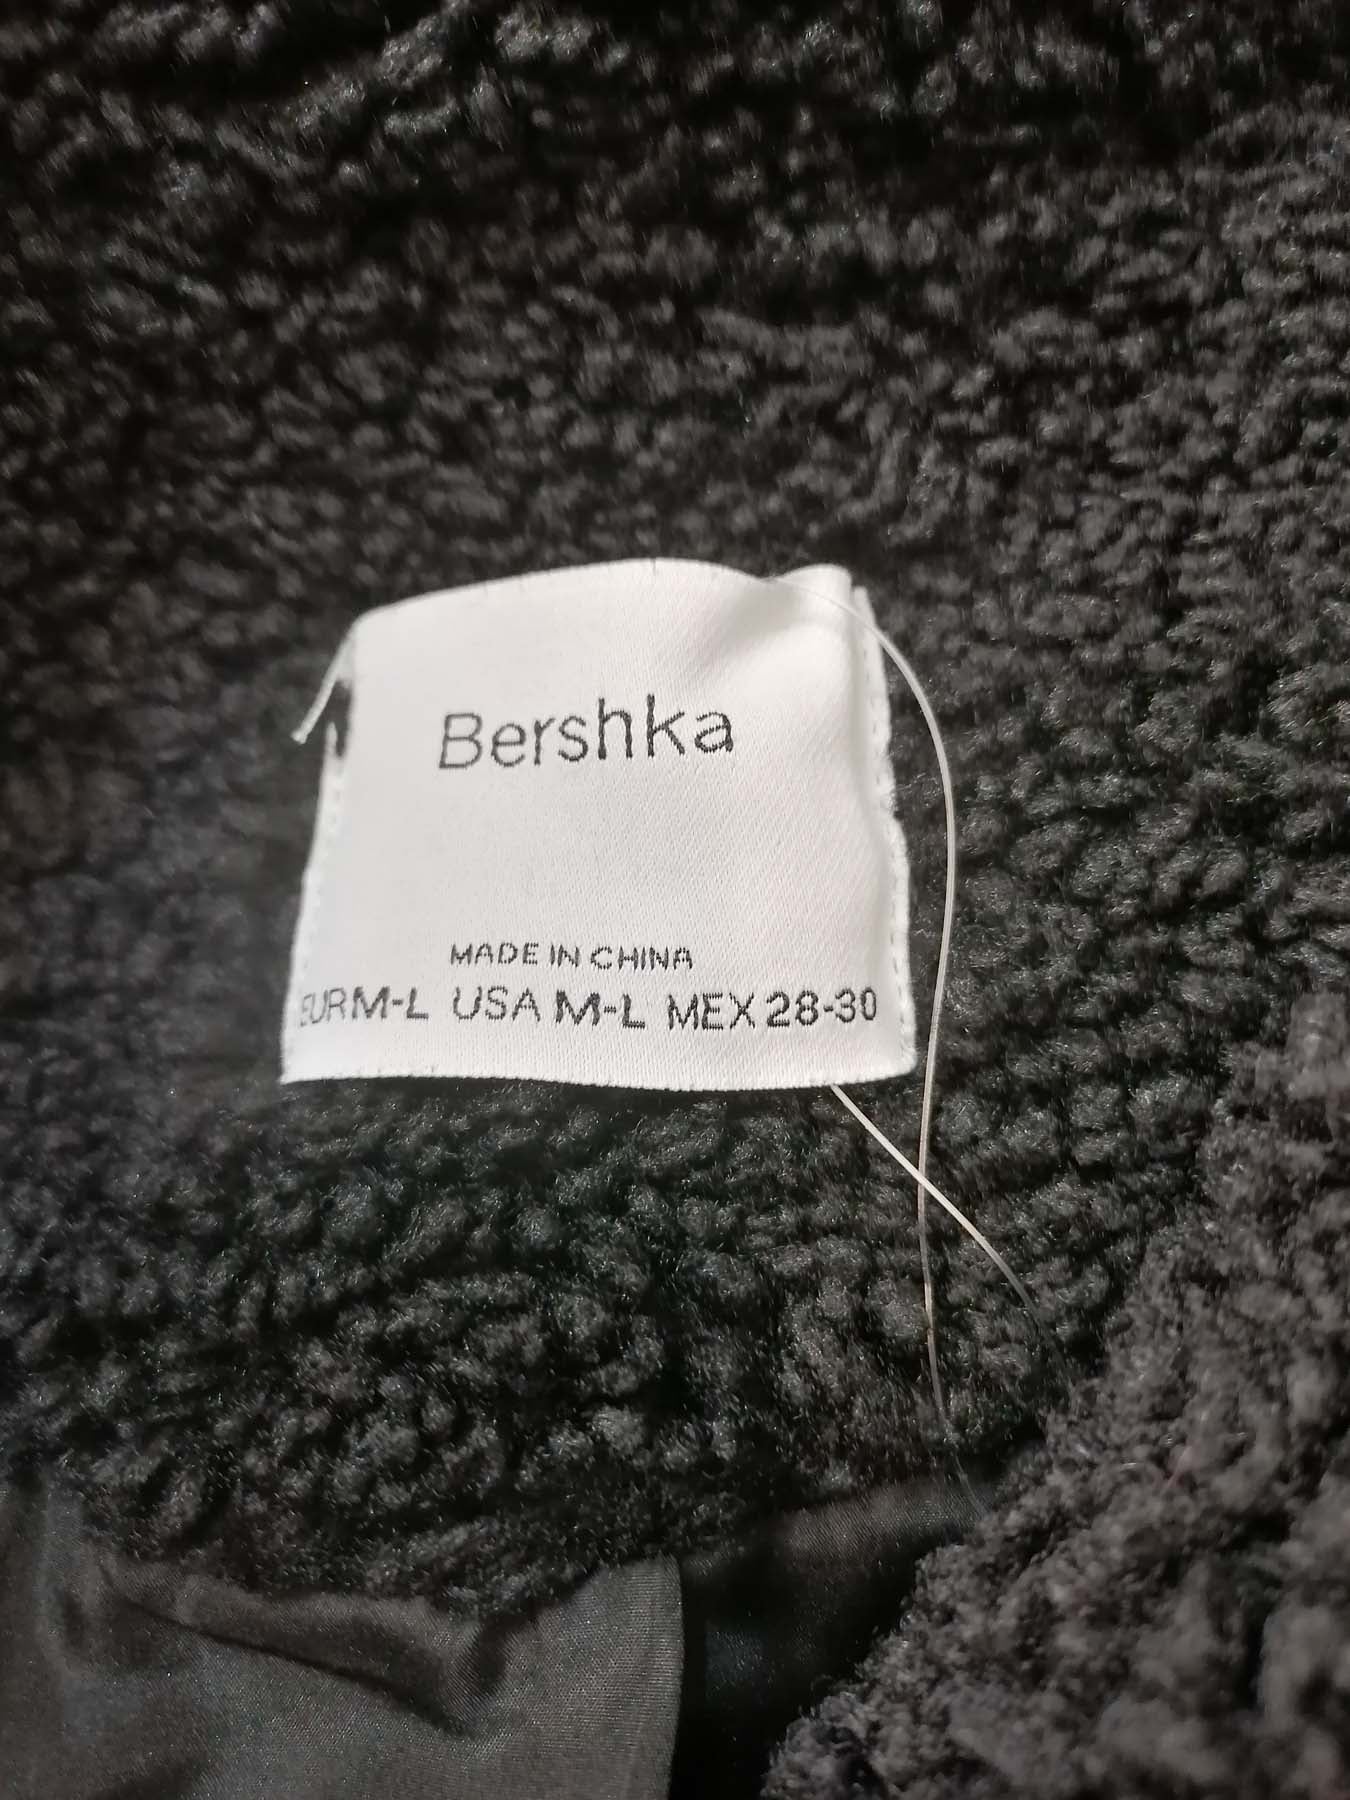 Bershka
MADE IN CHINA
EUR M-L USA M-L MEX 28-30